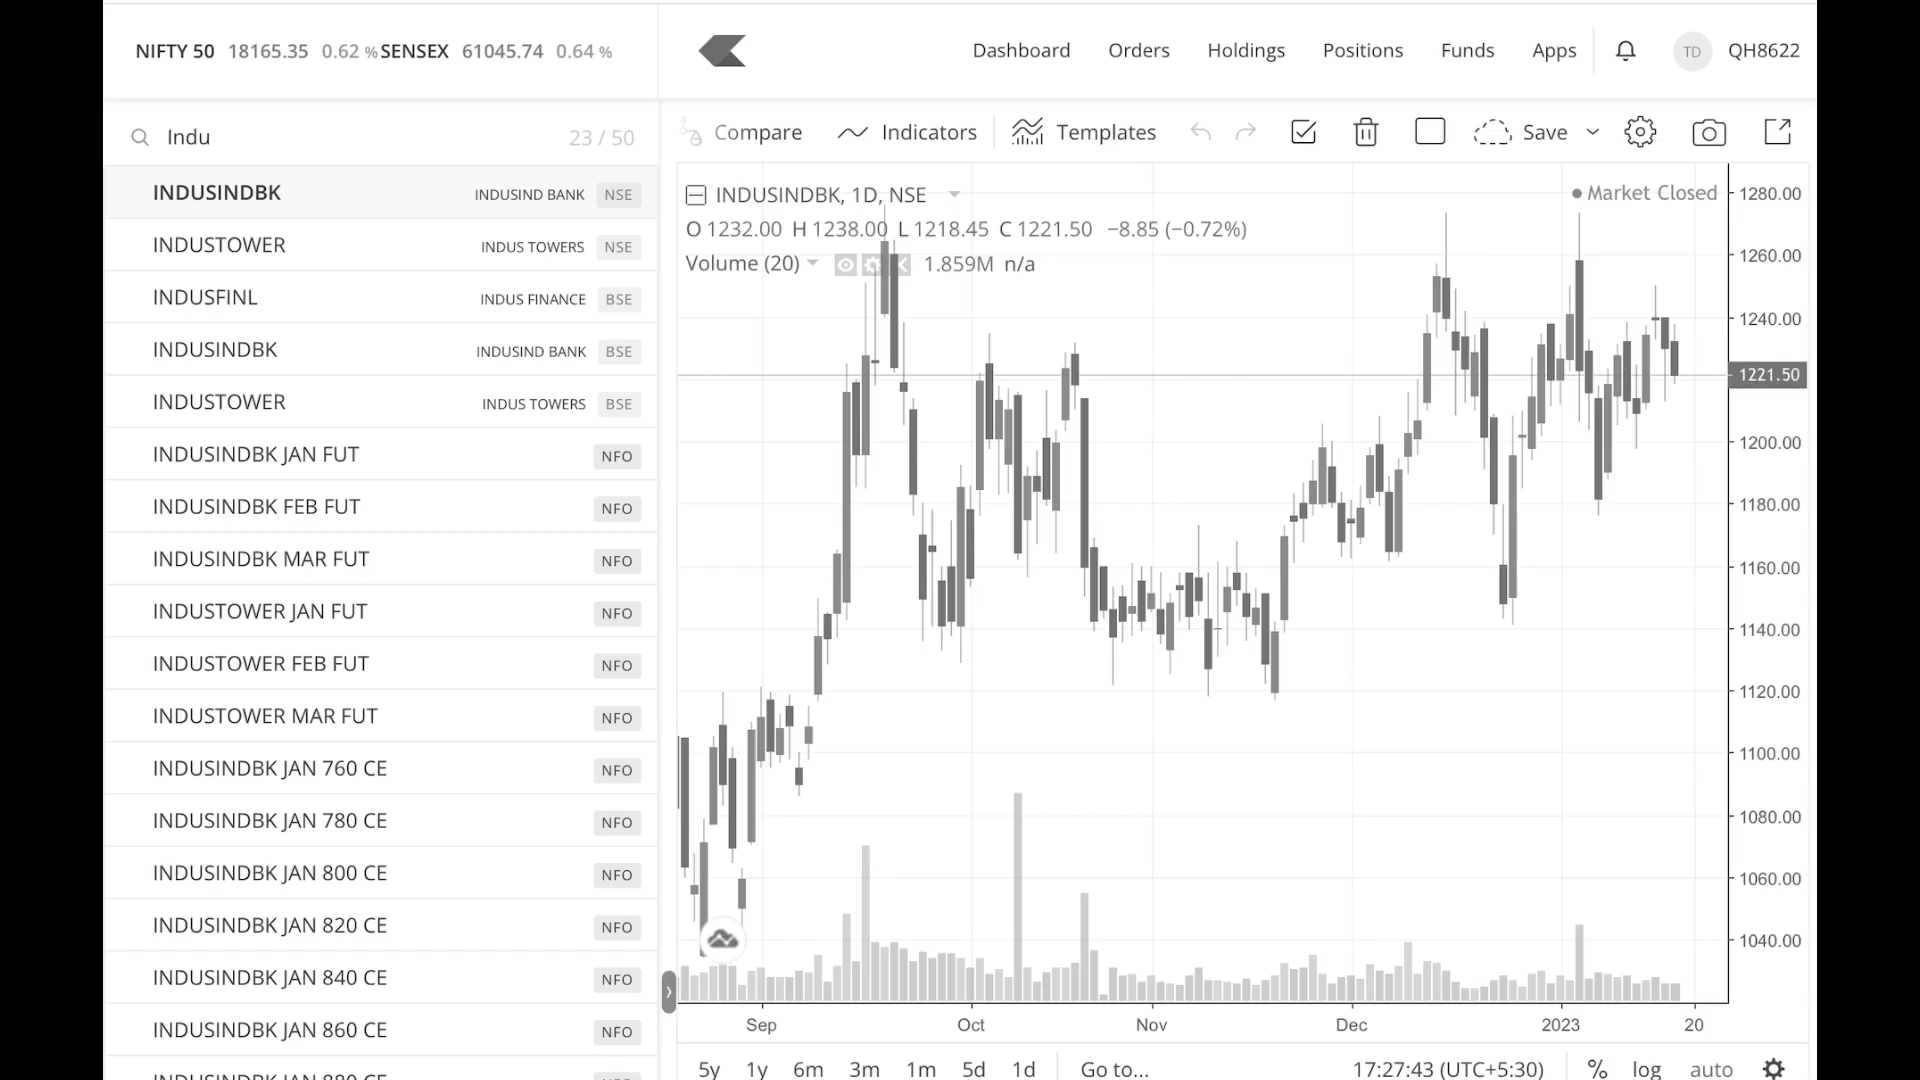 NIFTY 50 18165.35 0.62 % SENSEX 61045.74 0.64 %
Dashboard Orders Holdings Positions Funds Apps TD QH8622
Indu 23 / 50
INDUSINDBK INDUSIND BANK NSE
INDUSTOWER INDUS TOWERS NSE
INDUSFINL INDUS FINANCE BSE
INDUSINDBK INDUSIND BANK BSE
INDUSTOWER INDUS TOWERS BSE
INDUSINDBK JAN FUT NFO
INDUSINDBK FEB FUT NFO
INDUSINDBK MAR FUT NFO
INDUSTOWER JAN FUT NFO
INDUSTOWER FEB FUT NFO
INDUSTOWER MAR FUT NFO
INDUSINDBK JAN 760 CE NFO
INDUSINDBK JAN 780 CE NFO
INDUSINDBK JAN 800 CE NFO
INDUSINDBK JAN 820 CE NFO
INDUSINDBK JAN 840 CE NFO
INDUSINDBK JAN 860 CE NFO
INDUSINDBK JAN 880 CE
Compare Indicators Templates Save
INDUSINDBK, 1D, NSE
Market Closed
O 1232.00 H 1238.00 L 1218.45 C 1221.50 −8.85 (−0.72%)
Volume (20) 1.859M n/a
1280.00
1260.00
1240.00
1221.50
1200.00
1180.00
1160.00
1140.00
1120.00
1100.00
1080.00
1060.00
1040.00
Sep Oct Nov Dec 2023 20
5y 1y 6m 3m 1m 5d 1d Go to... 17:27:43 (UTC+5:30) % log auto